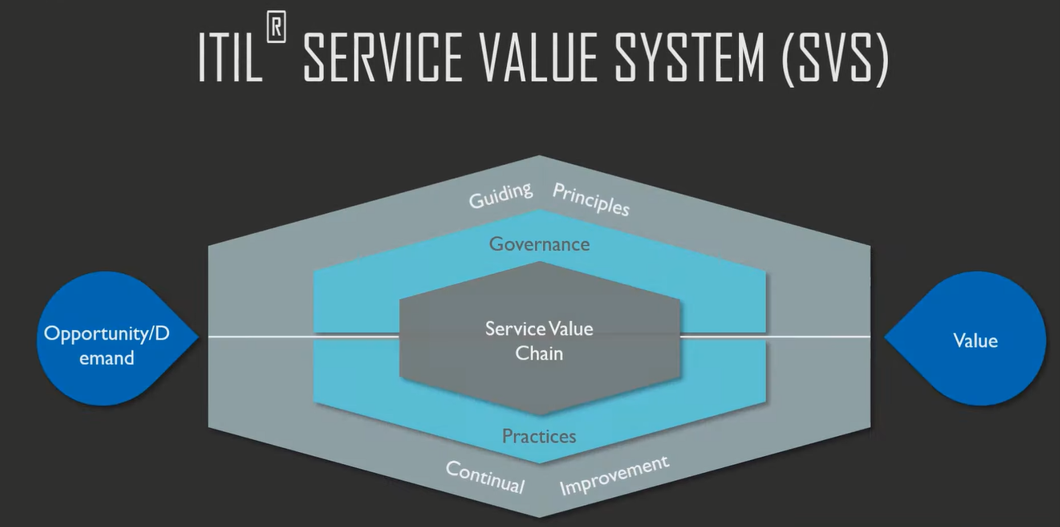 ITIL® SERVICE VALUE SYSTEM (SVS)
Guiding Principles
Governance
Opportunity/D
emand
Service Value
Chain
Value
Practices
Continual Improvement